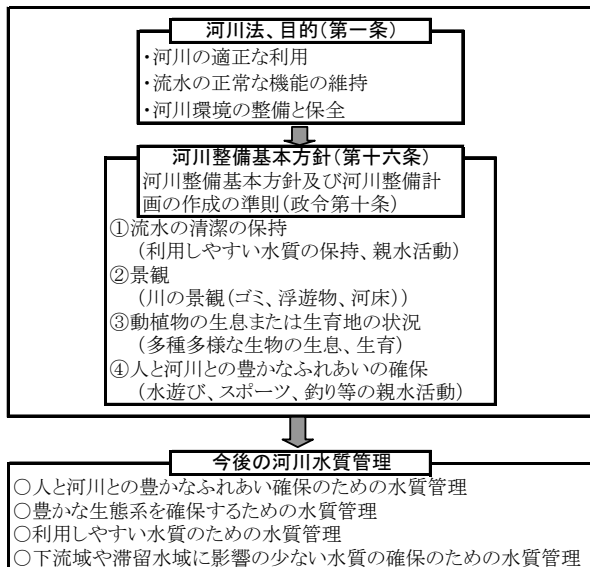 河川法、目的(第一条)
・河川の適正な利用
・流水の正常な機能の維持
・河川環境の整備と保全
河川整備基本方針(第十六条)
河川整備基本方針及び河川整備計
画の作成の準則(政令第十条)
①流水の清潔の保持
(利用しやすい水質の保持、親水活動)
②景観
(川の景観(ゴミ、浮遊物、河床))
③動植物の生息または生育地の状況
(多種多様な生物の生息、生育)
④人と河川との豊かなふれあいの確保
(水遊び、スポーツ、釣り等の親水活動)
今後の河川水質管理
○人と河川との豊かなふれあい確保のための水質管理
○豊かな生態系を確保するための水質管理
○利用しやすい水質のための水質管理
○下流域や滞留水域に影響の少ない水質の確保のための水質管理